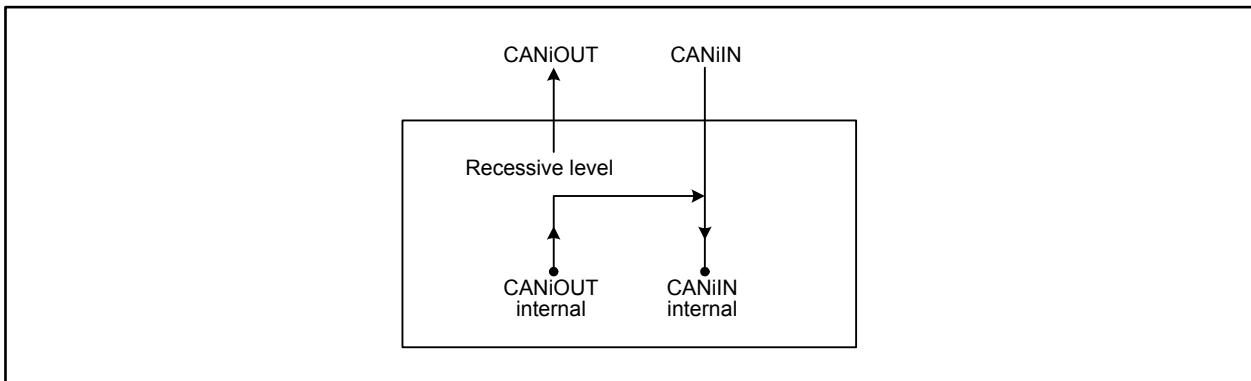 CANiOUT
CANiIN
Recessive level
CANiOUT
internal
CANiIN
internal